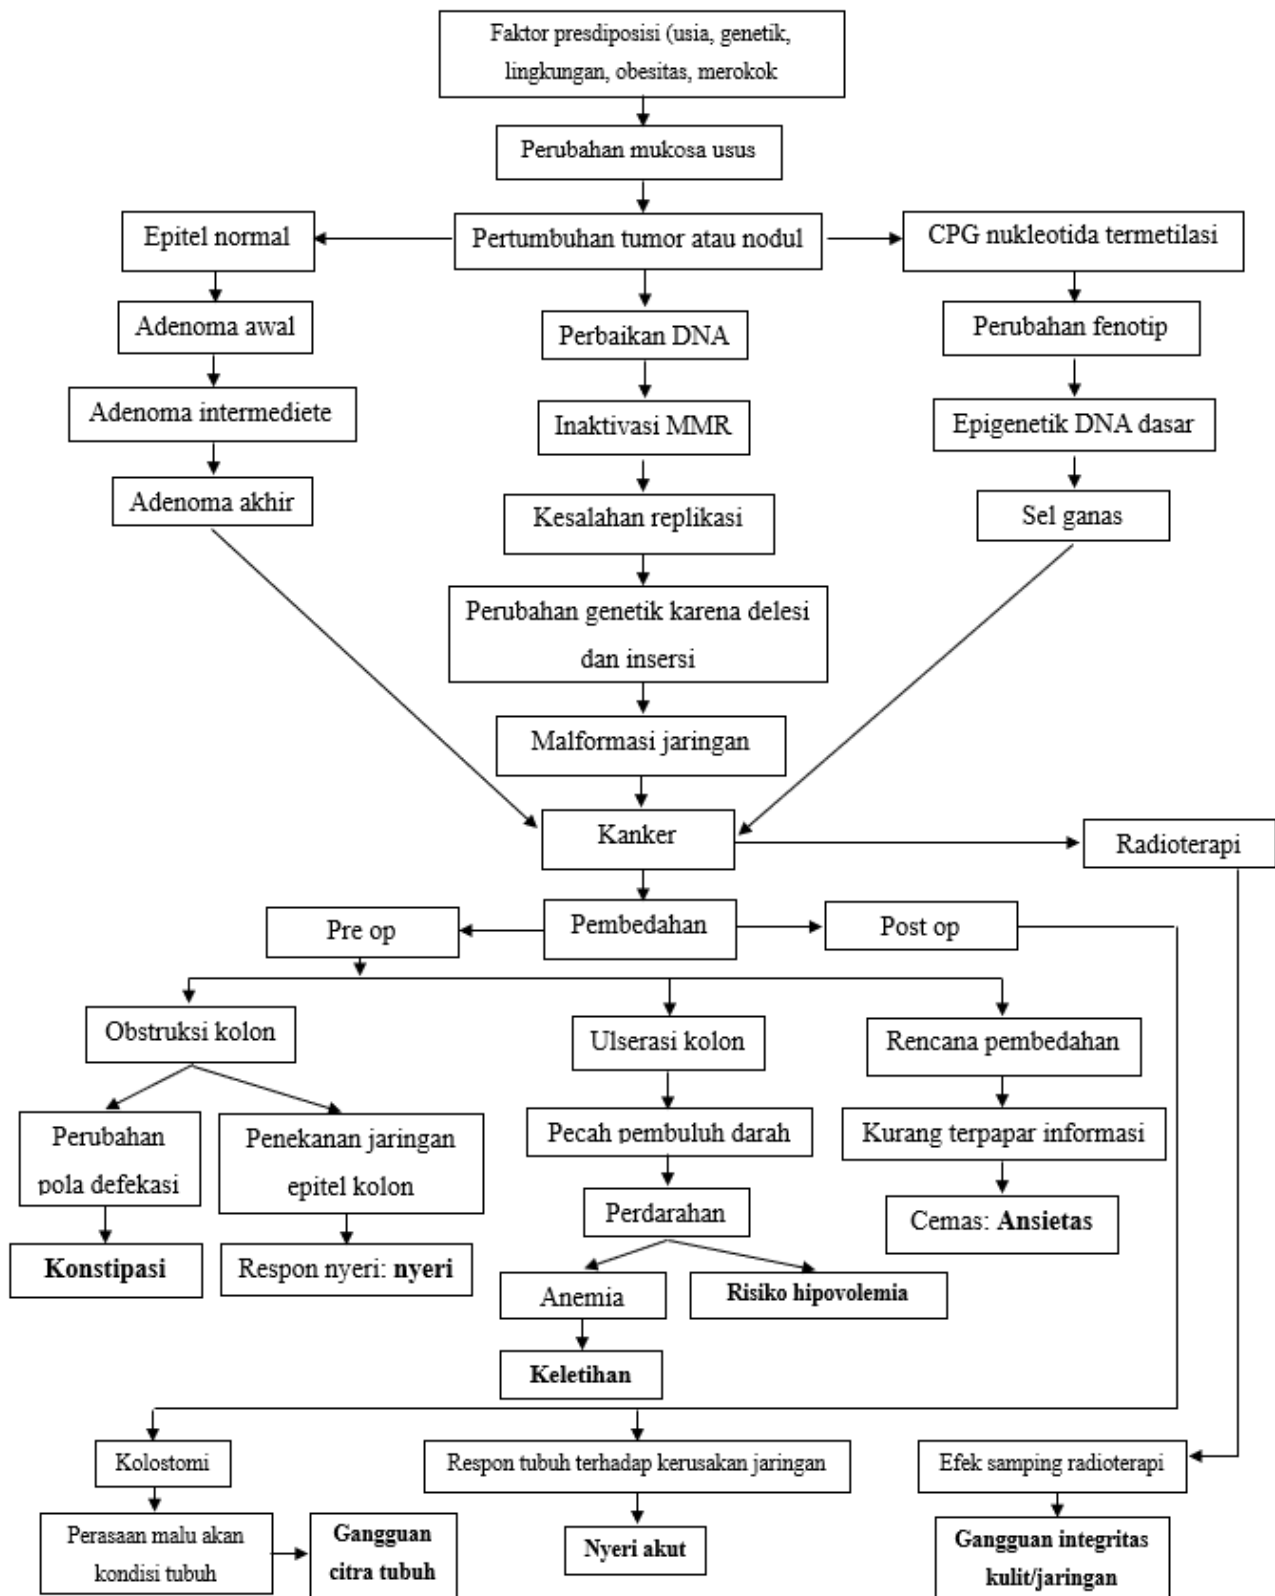 Faktor presdiposisi (usia, genetik,
lingkungan, obesitas, merokok
Perubahan mukosa usus
Epitel normal
Pertumbuhan tumor atau nodul
CPG nukleotida termetilasi
Adenoma awal
Perbaikan DNA
Perubahan fenotip
Adenoma intermediete
Inaktivasi MMR
Epigenetik DNA dasar
Adenoma akhir
Kesalahan replikasi
Sel ganas
Perubahan genetik karena delesi
dan insersi
Malformasi jaringan
Kanker
Radioterapi
Pre op
Pembedahan
Post op
Obstruksi kolon
Ulserasi kolon
Rencana pembedahan
Perubahan
pola defekasi
Penekanan jaringan
epitel kolon
Pecah pembuluh darah
Kurang terpapar informasi
Perdarahan
Cemas: Ansietas
Konstipasi
Respon nyeri: nyeri
Anemia
Risiko hipovolemia
Keletihan
Kolostomi
Respon tubuh terhadap kerusakan jaringan
Efek samping radioterapi
Perasaan malu akan
kondisi tubuh
Gangguan
citra tubuh
Nyeri akut
Gangguan integritas
kulit/jaringan